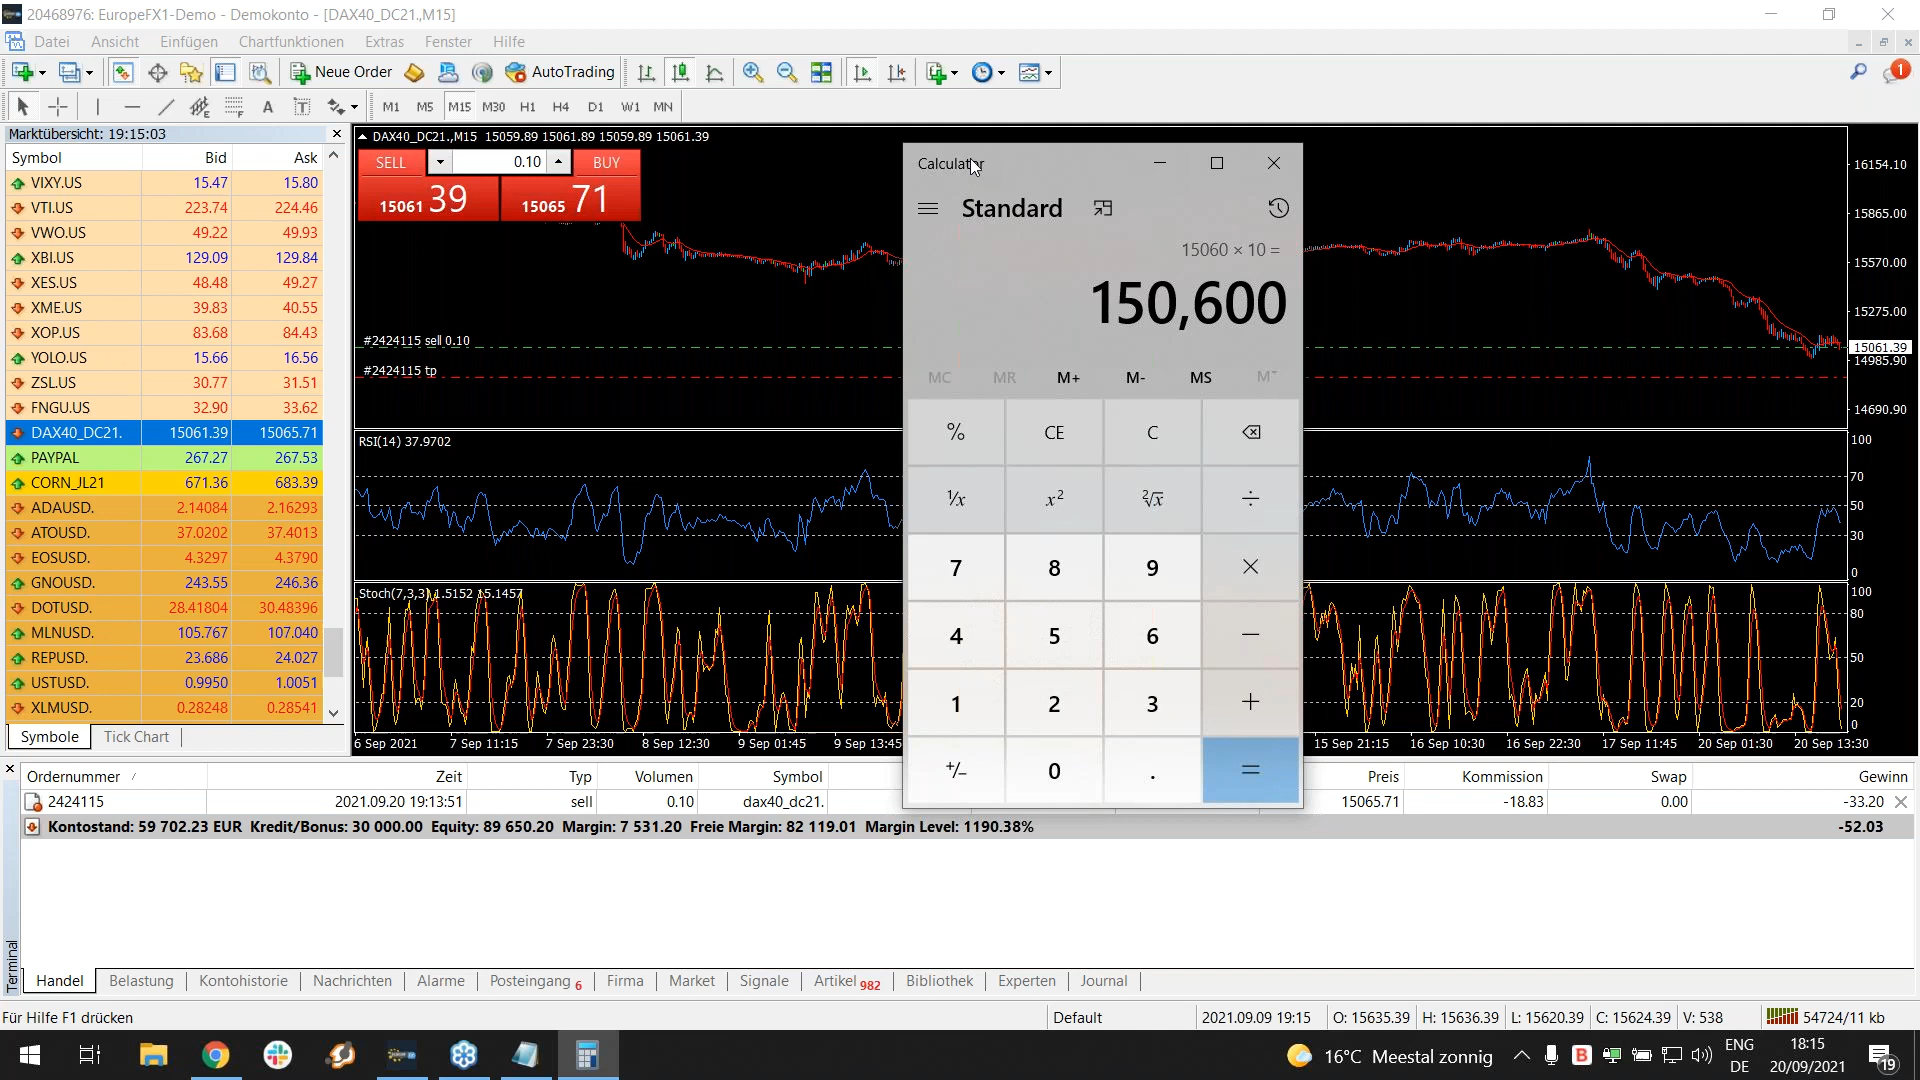 20468976: EuropeFX1-Demo - Demokonto - [DAX40_DC21.,M15]
Datei Ansicht Einfügen Chartfunktionen Extras Fenster Hilfe
Neue Order AutoTrading 1
A T M1 M5 M15 M30 H1 H4 D1 W1 MN
Marktübersicht: 19:15:03
Symbol Bid Ask
VIXY.US 15.47 15.80
VTI.US 223.74 224.46
VWO.US 49.22 49.93
XBI.US 129.09 129.84
XES.US 48.48 49.27
XME.US 39.83 40.55
XOP.US 83.68 84.43
YOLO.US 15.66 16.56
ZSL.US 30.77 31.51
FNGU.US 32.90 33.62
DAX40_DC21. 15061.39 15065.71
PAYPAL 267.27 267.53
CORN_JL21 671.36 683.39
ADAUSD. 2.14084 2.16293
ATOUSD. 37.0202 37.4013
EOSUSD. 4.3297 4.3790
GNOUSD. 243.55 246.36
DOTUSD. 28.41804 30.48396
MLNUSD. 105.767 107.040
REPUSD. 23.686 24.027
USTUSD. 0.9950 1.0051
XLMUSD. 0.28248 0.28541
Symbole Tick Chart
DAX40_DC21.,M15 15059.89 15061.89 15059.89 15061.39
SELL 0.10 BUY
15061 39 15065 71
#2424115 sell 0.10
#2424115 tp
RSI(14) 37.9702
Stoch(7,3,3) 1.5152 15.1457
16154.10
15865.00
15570.00
15275.00
15061.39
14985.90
14690.90
100
70
50
30
0
100
80
50
20
0
6 Sep 2021 7 Sep 11:15 7 Sep 23:30 8 Sep 12:30 9 Sep 01:45 9 Sep 13:45 15 Sep 21:15 16 Sep 10:30 16 Sep 22:30 17 Sep 11:45 20 Sep 01:30 20 Sep 13:30
Calculator
Standard
15060 × 10 =
150,600
MC MR M+ M- MS M˅
% CE C
¹/x x² ²√x ÷
7 8 9 ×
4 5 6 −
1 2 3 +
+/− 0 . =
Ordernummer / Zeit Typ Volumen Symbol Preis Kommission Swap Gewinn
2424115 2021.09.20 19:13:51 sell 0.10 dax40_dc21. 15065.71 -18.83 0.00 -33.20
Kontostand: 59 702.23 EUR Kredit/Bonus: 30 000.00 Equity: 89 650.20 Margin: 7 531.20 Freie Margin: 82 119.01 Margin Level: 1190.38% -52.03
Terminal
Handel Belastung Kontohistorie Nachrichten Alarme Posteingang 6 Firma Market Signale Artikel 982 Bibliothek Experten Journal
Für Hilfe F1 drücken Default 2021.09.09 19:15 O: 15635.39 H: 15636.39 L: 15620.39 C: 15624.39 V: 538 54724/11 kb
16°C Meestal zonnig B ENG DE 18:15 20/09/2021 19